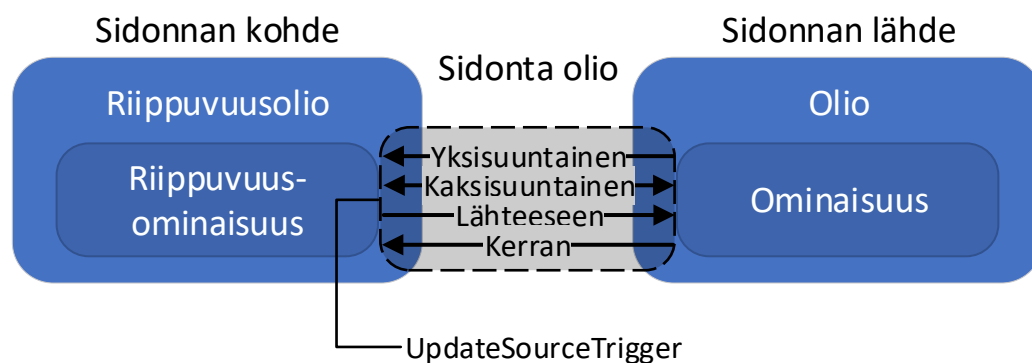 Sidonnan kohde
Sidonnan lähde
Sidonta olio
Riippuvuusolio
Olio
Riippuvuus-
ominaisuus
Yksisuuntainen
Kaksisuuntainen
Lähteeseen
Kerran
Ominaisuus
UpdateSourceTrigger